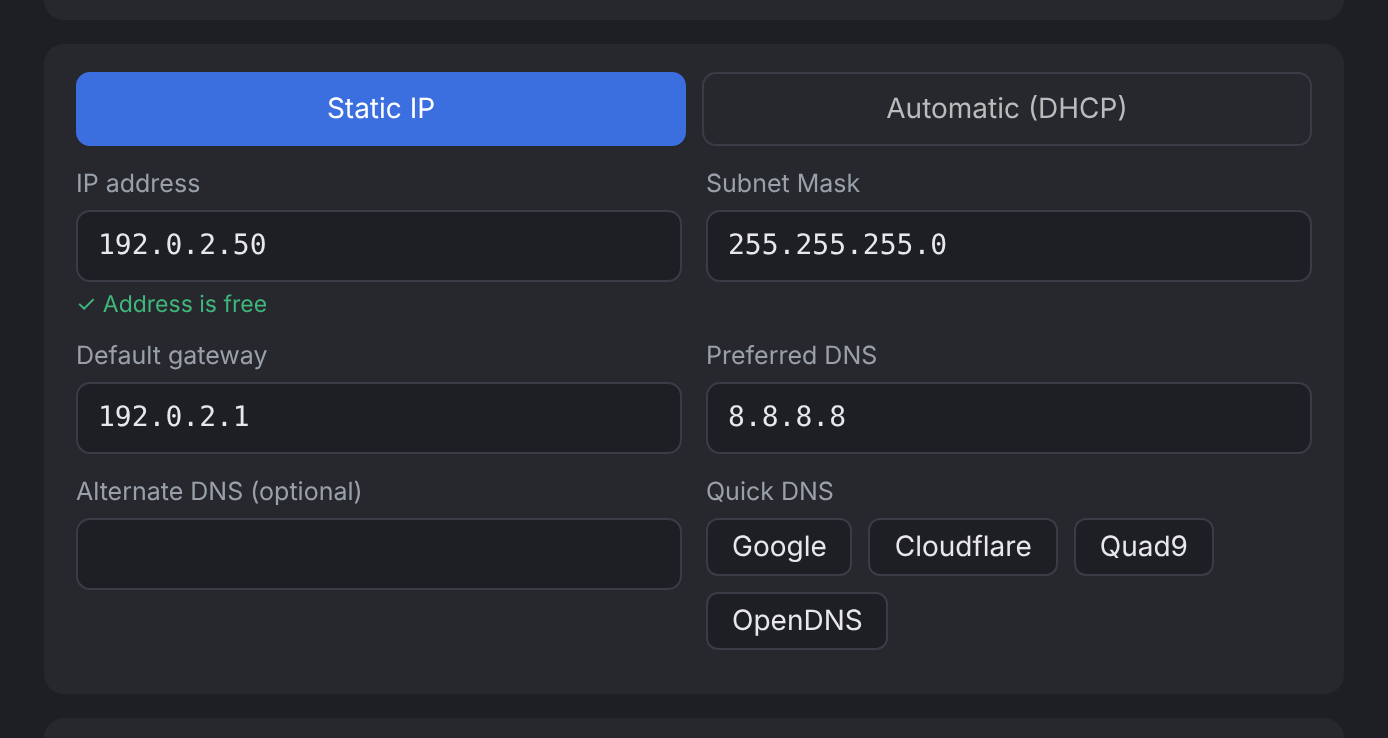 Static IP
Automatic (DHCP)
IP address
Subnet Mask
192.0.2.50
255.255.255.0
✓ Address is free
Default gateway
Preferred DNS
192.0.2.1
8.8.8.8
Alternate DNS (optional)
Quick DNS
Google
Cloudflare
Quad9
OpenDNS